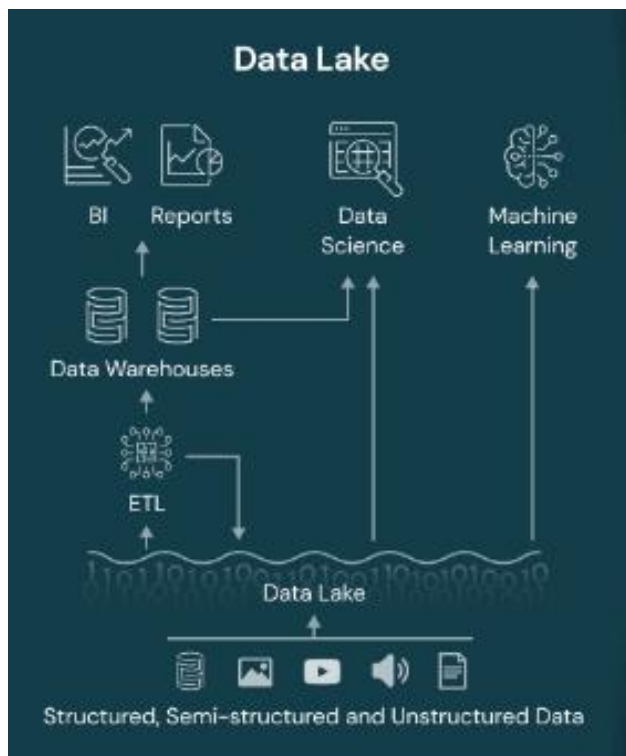 Data Lake
BI
Reports
Data
Science
Machine
Learning
Data Warehouses
ETL
Data Lake
Structured, Semi-structured and Unstructured Data